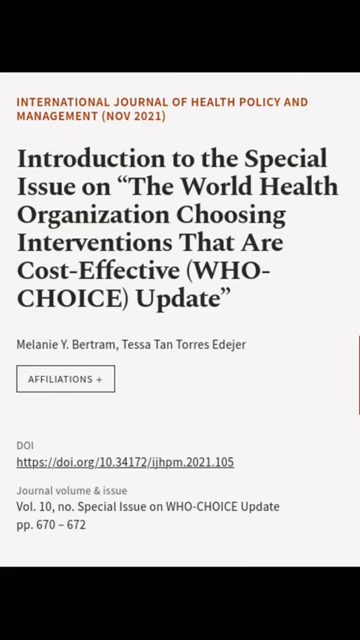 INTERNATIONAL JOURNAL OF HEALTH POLICY AND
MANAGEMENT (NOV 2021)
Introduction to the Special
Issue on “The World Health
Organization Choosing
Interventions That Are
Cost-Effective (WHO-
CHOICE) Update”
Melanie Y. Bertram, Tessa Tan Torres Edejer
AFFILIATIONS +
DOI
https://doi.org/10.34172/ijhpm.2021.105
Journal volume & issue
Vol. 10, no. Special Issue on WHO-CHOICE Update
pp. 670 – 672